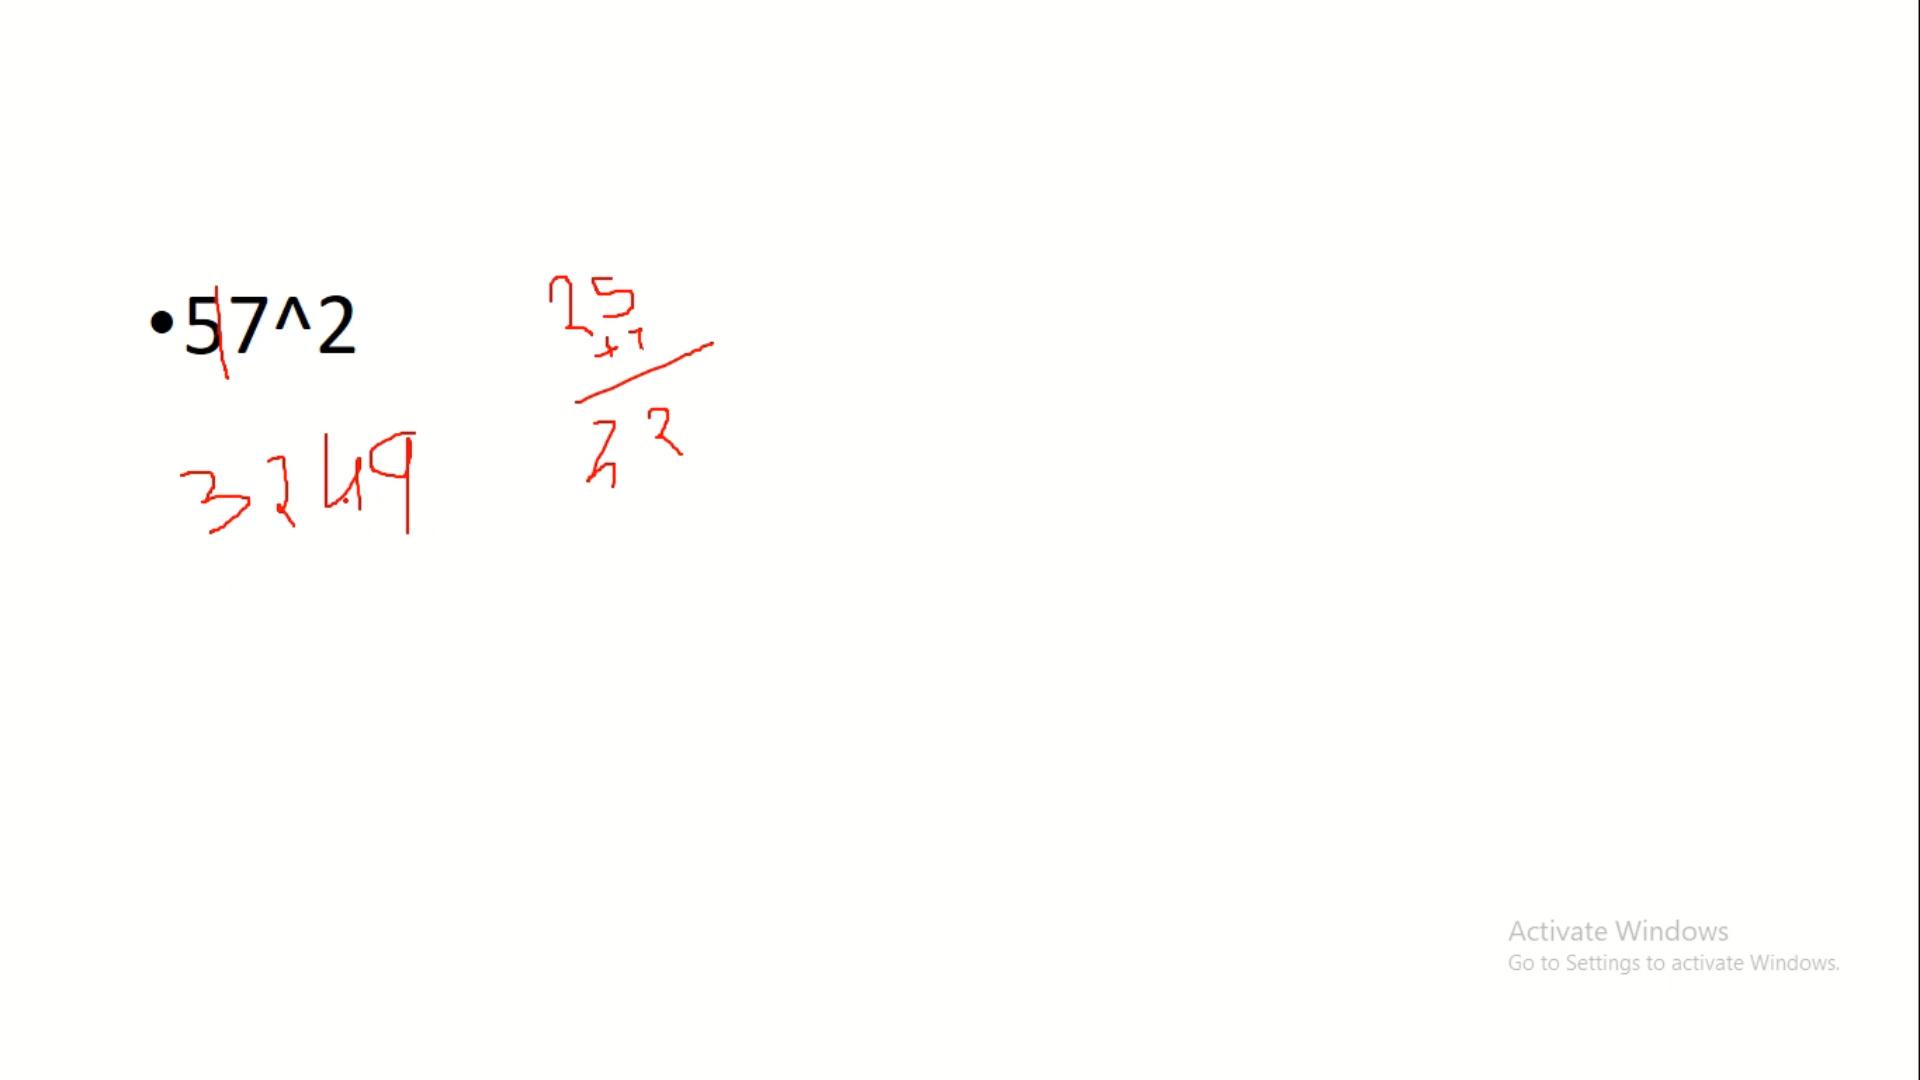 •57^2
25
+7
32
3249
Activate Windows
Go to Settings to activate Windows.